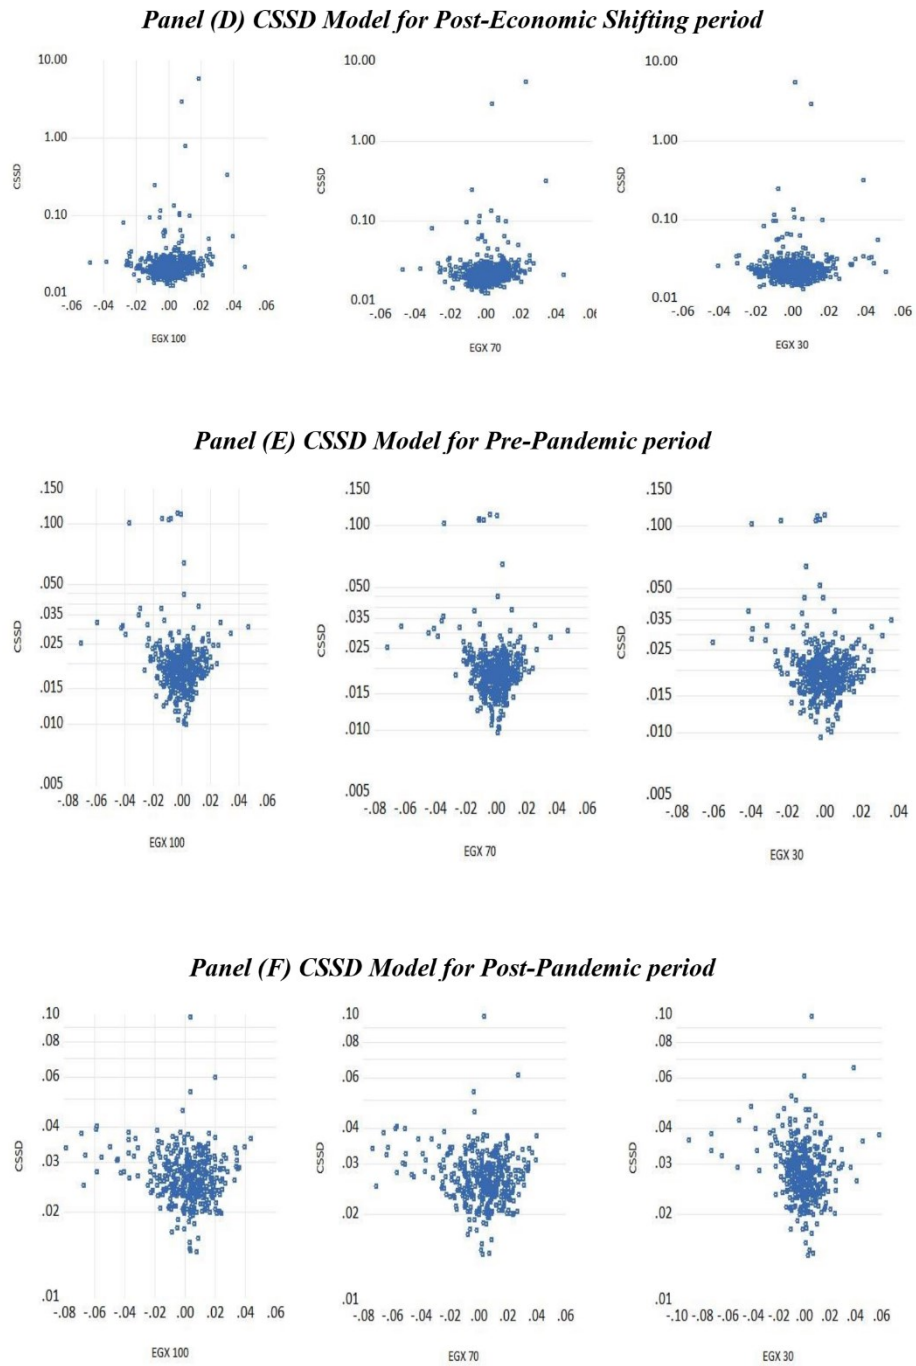 Panel (D) CSSD Model for Post-Economic Shifting period
10.00
1.00
0.10
0.01
CSSD
-.06 -.04 -.02 .00 .02 .04 .06
EGX 100
10.00
1.00
0.10
0.01
CSSD
-.06 -.04 -.02 .00 .02 .04 .06
EGX 70
10.00
1.00
0.10
0.01
CSSD
-.06 -.04 -.02 .00 .02 .04 .06
EGX 30
Panel (E) CSSD Model for Pre-Pandemic period
.150
.100
.050
.035
.025
.015
.010
.005
CSSD
-.08 -.06 -.04 -.02 .00 .02 .04 .06
EGX 100
.150
.100
.050
.035
.025
.015
.010
.005
CSSD
-.08 -.06 -.04 -.02 .00 .02 .04 .06
EGX 70
.150
.100
.050
.035
.025
.015
.010
.005
CSSD
-.08 -.06 -.04 -.02 .00 .02 .04
EGX 30
Panel (F) CSSD Model for Post-Pandemic period
.10
.08
.06
.04
.03
.02
.01
CSSD
-.08 -.06 -.04 -.02 .00 .02 .04 .06
EGX 100
.10
.08
.06
.04
.03
.02
.01
CSSD
-.08 -.06 -.04 -.02 .00 .02 .04 .06
EGX 70
.10
.08
.06
.04
.03
.02
.01
CSSD
-.10 -.08 -.06 -.04 -.02 .00 .02 .04 .06
EGX 30